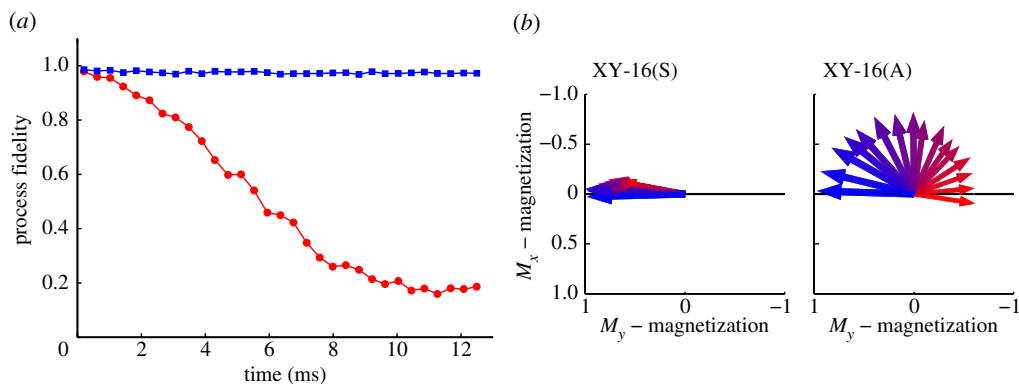 (a)
process fidelity
1.0
0.8
0.6
0.4
0.2
0
2
4
6
8
10
12
time (ms)
(b)
XY-16(S)
XY-16(A)
Mx – magnetization
-1.0
-0.5
0
0.5
1.0
1
0
-1
1
0
-1
My – magnetization
My – magnetization